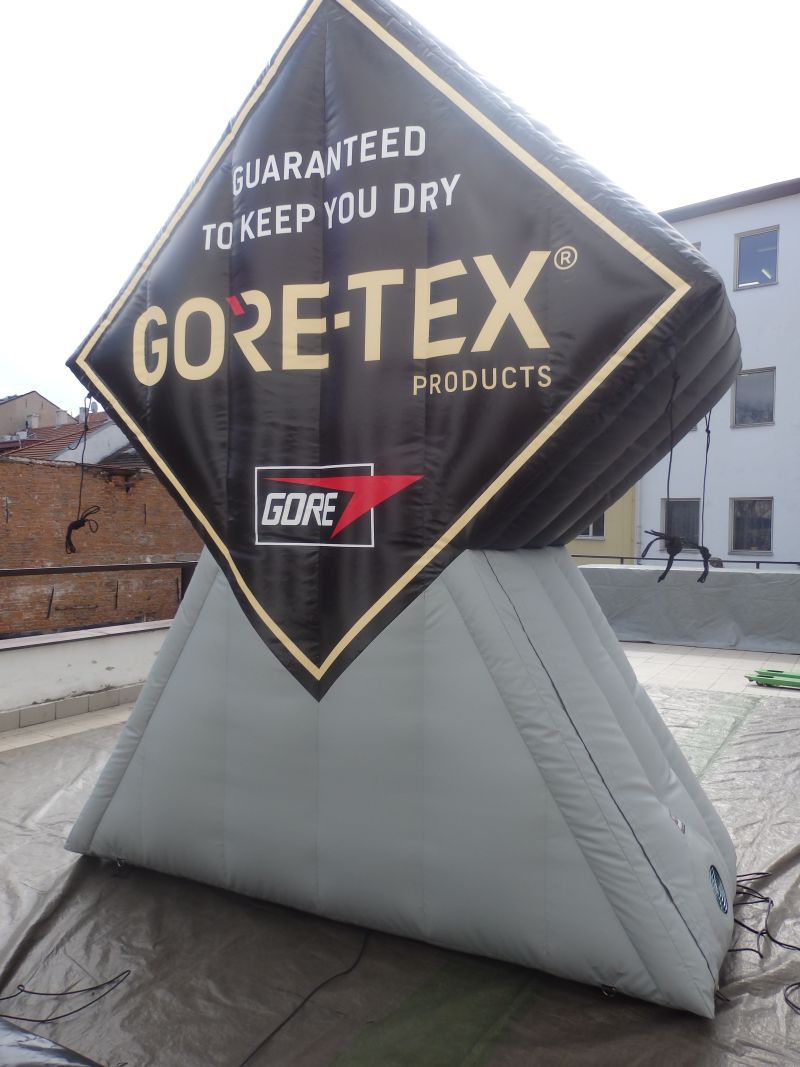 GUARANTEED
TO KEEP YOU DRY
GORE-TEX®
PRODUCTS
GORE